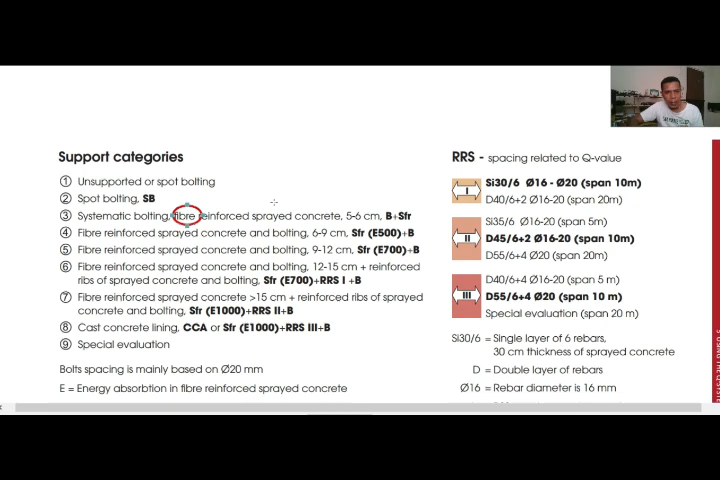 Support categories
① Unsupported or spot bolting
② Spot bolting, SB
③ Systematic bolting, fibre reinforced sprayed concrete, 5-6 cm, B+Sfr
④ Fibre reinforced sprayed concrete and bolting, 6-9 cm, Sfr (E500)+B
⑤ Fibre reinforced sprayed concrete and bolting, 9-12 cm, Sfr (E700)+B
⑥ Fibre reinforced sprayed concrete and bolting, 12-15 cm + reinforced
ribs of sprayed concrete and bolting, Sfr (E700)+RRS I +B
⑦ Fibre reinforced sprayed concrete >15 cm + reinforced ribs of sprayed
concrete and bolting, Sfr (E1000)+RRS II+B
⑧ Cast concrete lining, CCA or Sfr (E1000)+RRS III+B
⑨ Special evaluation
Bolts spacing is mainly based on Ø20 mm
E = Energy absorbtion in fibre reinforced sprayed concrete
RRS - spacing related to Q-value
I
Si30/6 Ø16 - Ø20 (span 10m)
D40/6+2 Ø16-20 (span 20m)
II
Si35/6 Ø16-20 (span 5m)
D45/6+2 Ø16-20 (span 10m)
D55/6+4 Ø20 (span 20m)
III
D40/6+4 Ø16-20 (span 5 m)
D55/6+4 Ø20 (span 10 m)
Special evaluation (span 20 m)
Si30/6 = Single layer of 6 rebars,
30 cm thickness of sprayed concrete
D = Double layer of rebars
Ø16 = Rebar diameter is 16 mm